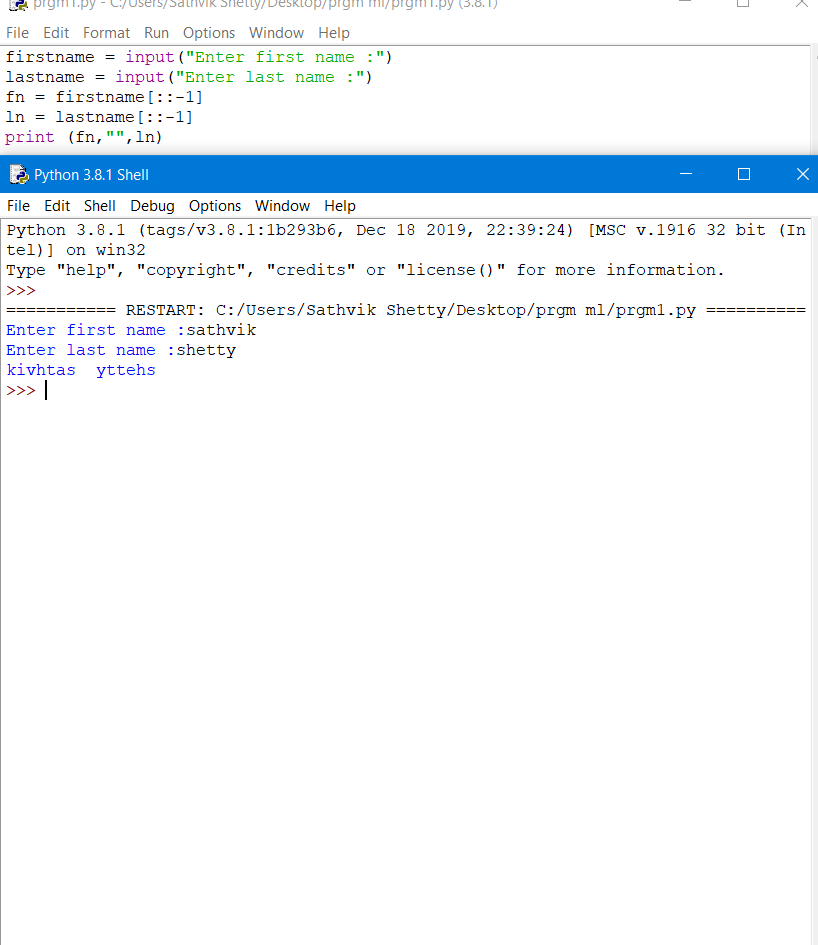 prgm1.py - C:/Users/Sathvik Shetty/Desktop/prgm ml/prgm1.py (3.8.1)
File Edit Format Run Options Window Help
firstname = input("Enter first name :")
lastname = input("Enter last name :")
fn = firstname[::-1]
ln = lastname[::-1]
print (fn,"",ln)
Python 3.8.1 Shell
File Edit Shell Debug Options Window Help
Python 3.8.1 (tags/v3.8.1:1b293b6, Dec 18 2019, 22:39:24) [MSC v.1916 32 bit (In
tel)] on win32
Type "help", "copyright", "credits" or "license()" for more information.
>>>
=========== RESTART: C:/Users/Sathvik Shetty/Desktop/prgm ml/prgm1.py ==========
Enter first name :sathvik
Enter last name :shetty
kivhtas  yttehs
>>>